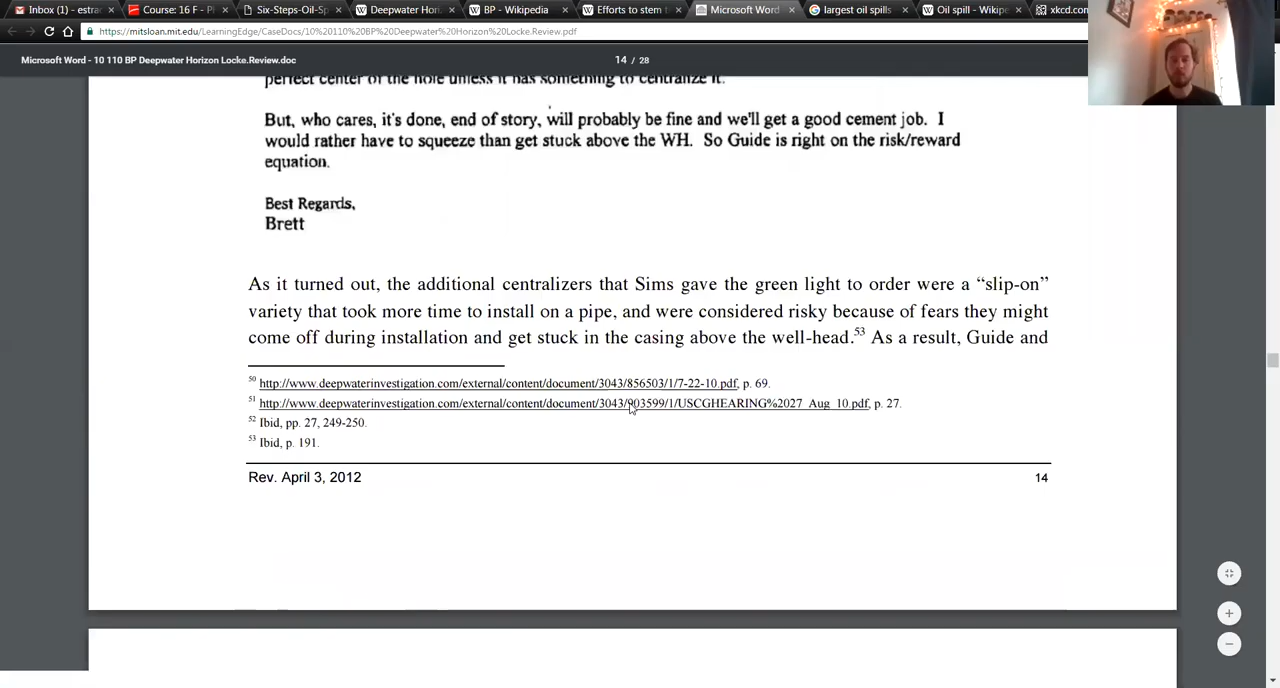 Inbox (1) - estra
Course: 16 F - Pi
Six-Steps-Oil-Sp
Deepwater Hori
BP - Wikipedia
Efforts to stem t
Microsoft Word
largest oil spills
Oil spill - Wikipe
xkcd.com
https://mitsloan.mit.edu/LearningEdge/CaseDocs/10%20110%20BP%20Deepwater%20Horizon%20Locke.Review.pdf
Microsoft Word - 10 110 BP Deepwater Horizon Locke.Review.doc
14 / 28
perfect center of the hole unless it has something to centralize it.
But, who cares, it's done, end of story, will probably be fine and we'll get a good cement job. I
would rather have to squeeze than get stuck above the WH. So Guide is right on the risk/reward
equation.
Best Regards,
Brett
As it turned out, the additional centralizers that Sims gave the green light to order were a “slip-on”
variety that took more time to install on a pipe, and were considered risky because of fears they might
come off during installation and get stuck in the casing above the well-head.53 As a result, Guide and
50 http://www.deepwaterinvestigation.com/external/content/document/3043/856503/1/7-22-10.pdf, p. 69.
51 http://www.deepwaterinvestigation.com/external/content/document/3043/903599/1/USCGHEARING%2027_Aug_10.pdf, p. 27.
52 Ibid, pp. 27, 249-250.
53 Ibid, p. 191.
Rev. April 3, 2012
14